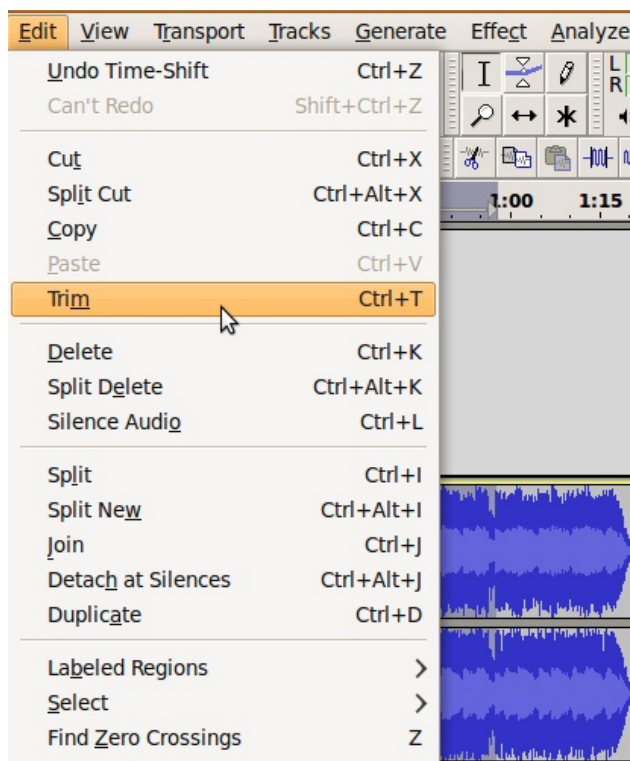 Edit View Transport Tracks Generate Effect Analyze
Undo Time-Shift Ctrl+Z
Can't Redo Shift+Ctrl+Z
L
R
Cut Ctrl+X
Split Cut Ctrl+Alt+X
1:00 1:15
Copy Ctrl+C
Paste Ctrl+V
Trim Ctrl+T
Delete Ctrl+K
Split Delete Ctrl+Alt+K
Silence Audio Ctrl+L
Split Ctrl+I
Split New Ctrl+Alt+I
Join Ctrl+J
Detach at Silences Ctrl+Alt+J
Duplicate Ctrl+D
Labeled Regions
Select
Find Zero Crossings Z